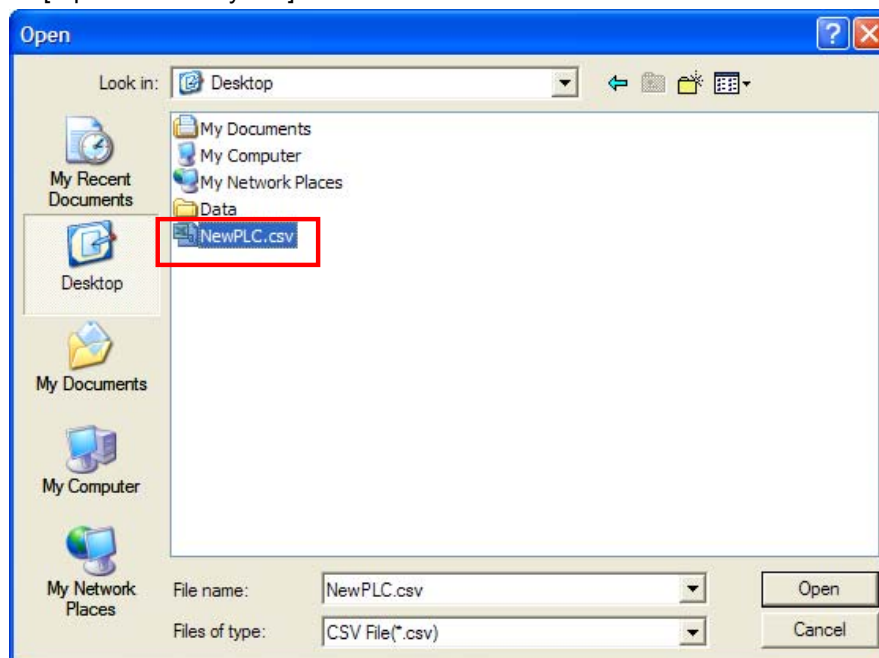 Open
Look in: Desktop
My Documents
My Computer
My Network Places
Data
NewPLC.csv
My Recent
Documents
Desktop
My Documents
My Computer
My Network
Places
File name: NewPLC.csv Open
Files of type: CSV File(*.csv) Cancel